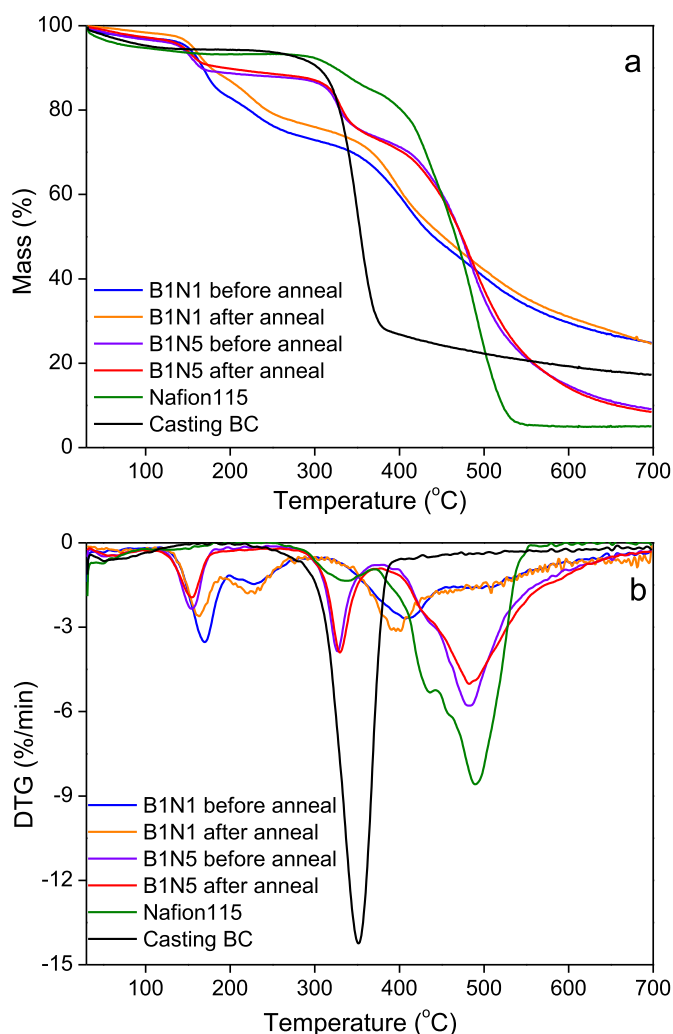 a
100
80
60
40
20
0
Mass (%)
B1N1 before anneal
B1N1 after anneal
B1N5 before anneal
B1N5 after anneal
Nafion115
Casting BC
100 200 300 400 500 600 700
Temperature (°C)
b
0
-3
-6
-9
-12
-15
DTG (%/min)
B1N1 before anneal
B1N1 after anneal
B1N5 before anneal
B1N5 after anneal
Nafion115
Casting BC
100 200 300 400 500 600 700
Temperature (°C)